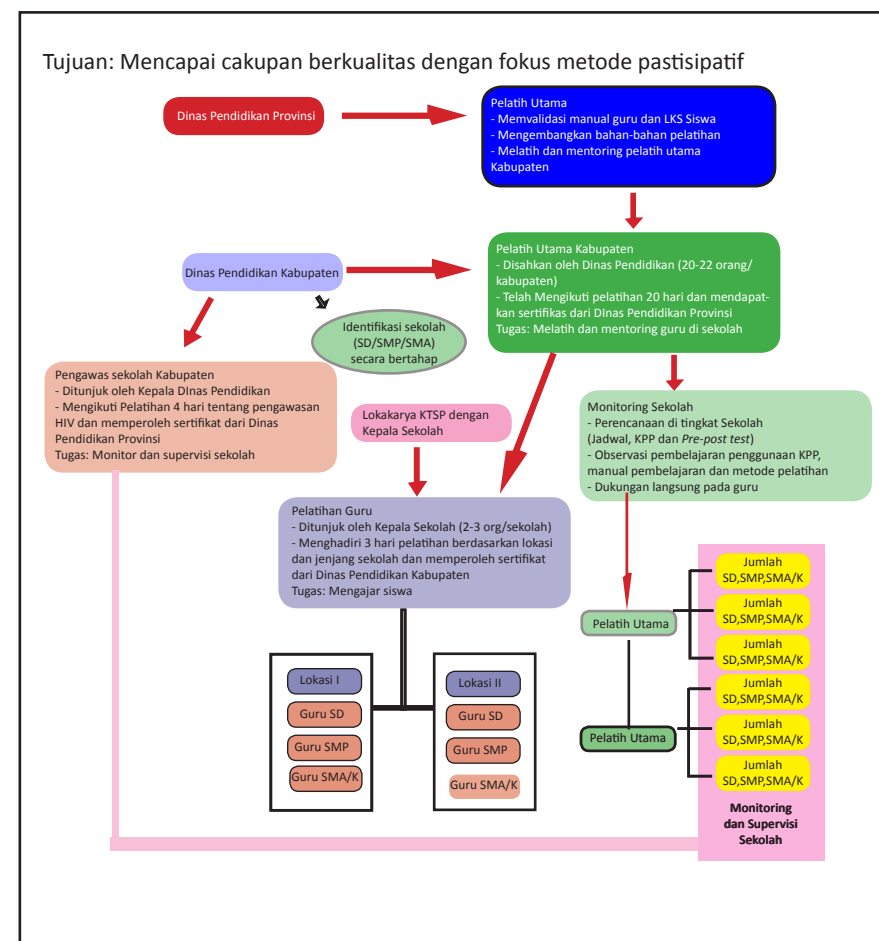 Tujuan: Mencapai cakupan berkualitas dengan fokus metode pastisipatif
Dinas Pendidikan Provinsi
Pelatih Utama
- Memvalidasi manual guru dan LKS Siswa
- Mengembangkan bahan-bahan pelatihan
- Melatih dan mentoring pelatih utama
Kabupaten
Dinas Pendidikan Kabupaten
Pelatih Utama Kabupaten
- Disahkan oleh Dinas Pendidikan (20-22 orang/
kabupaten)
- Telah Mengikuti pelatihan 20 hari dan mendapat-
kan sertifikas dari DInas Pendidikan Provinsi
Tugas: Melatih dan mentoring guru di sekolah
Identifikasi sekolah
(SD/SMP/SMA)
secara bertahap
Pengawas sekolah Kabupaten
- Ditunjuk oleh Kepala DInas Pendidikan
- Mengikuti Pelatihan 4 hari tentang pengawasan
HIV dan memperoleh sertifikat dari Dinas
Pendidikan Provinsi
Tugas: Monitor dan supervisi sekolah
Lokakarya KTSP dengan
Kepala Sekolah
Monitoring Sekolah
- Perencanaan di tingkat Sekolah
(Jadwal, KPP dan Pre-post test)
- Observasi pembelajaran penggunaan KPP,
manual pembelajaran dan metode pelatihan
- Dukungan langsung pada guru
Pelatihan Guru
- Ditunjuk oleh Kepala Sekolah (2-3 org/sekolah)
- Menghadiri 3 hari pelatihan berdasarkan lokasi
dan jenjang sekolah dan memperoleh sertifikat
dari Dinas Pendidikan Kabupaten
Tugas: Mengajar siswa
Lokasi I
Guru SD
Guru SMP
Guru SMA/K
Lokasi II
Guru SD
Guru SMP
Guru SMA/K
Pelatih Utama
Pelatih Utama
Jumlah
SD,SMP,SMA/K
Jumlah
SD,SMP,SMA/K
Jumlah
SD,SMP,SMA/K
Jumlah
SD,SMP,SMA/K
Jumlah
SD,SMP,SMA/K
Jumlah
SD,SMP,SMA/K
Monitoring
dan Supervisi
Sekolah